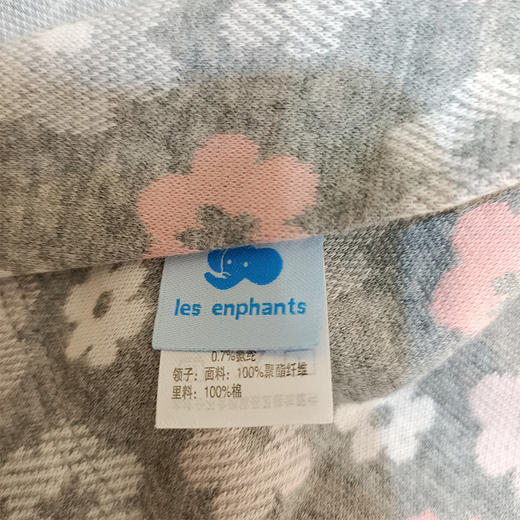 les enphants
0.7%氨纶
领子：面料：100%聚酯纤维
里料：100%棉